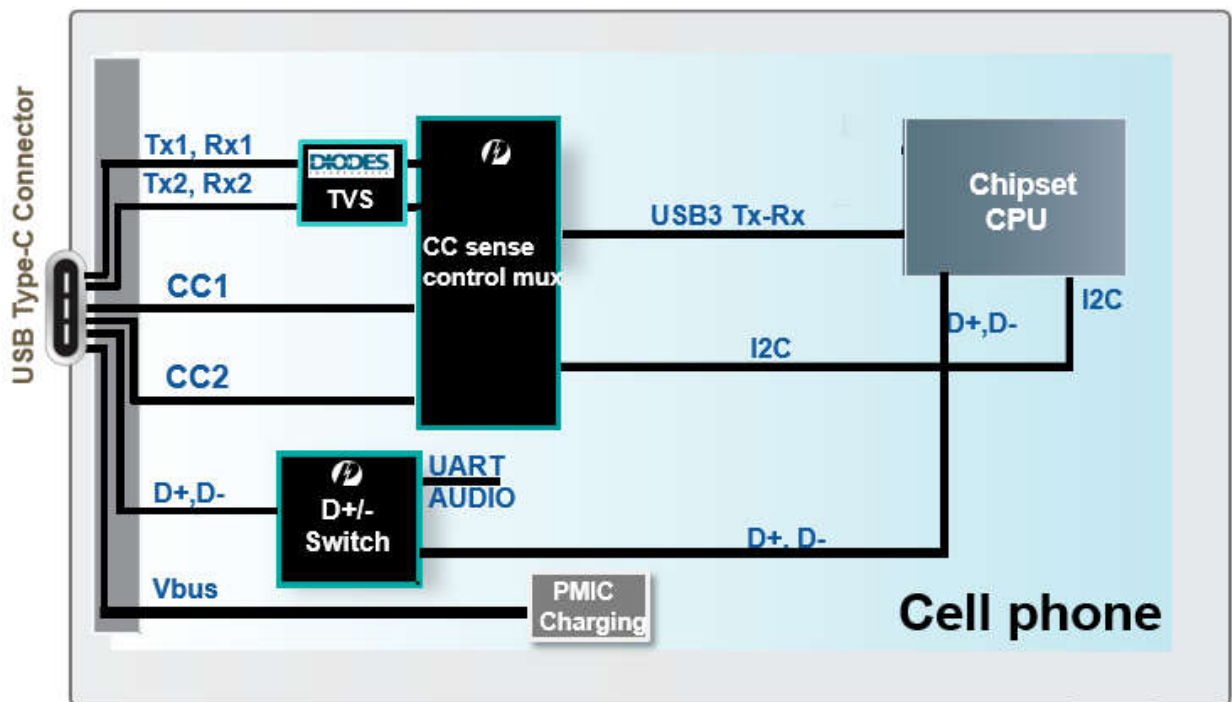 USB Type-C Connector
Tx1, Rx1
Tx2, Rx2
DIODES
TVS
CC sense
control mux
CC1
CC2
USB3 Tx-Rx
Chipset
CPU
I2C
D+,D-
I2C
D+,D-
D+/-
Switch
UART
AUDIO
D+, D-
Vbus
PMIC
Charging
Cell phone